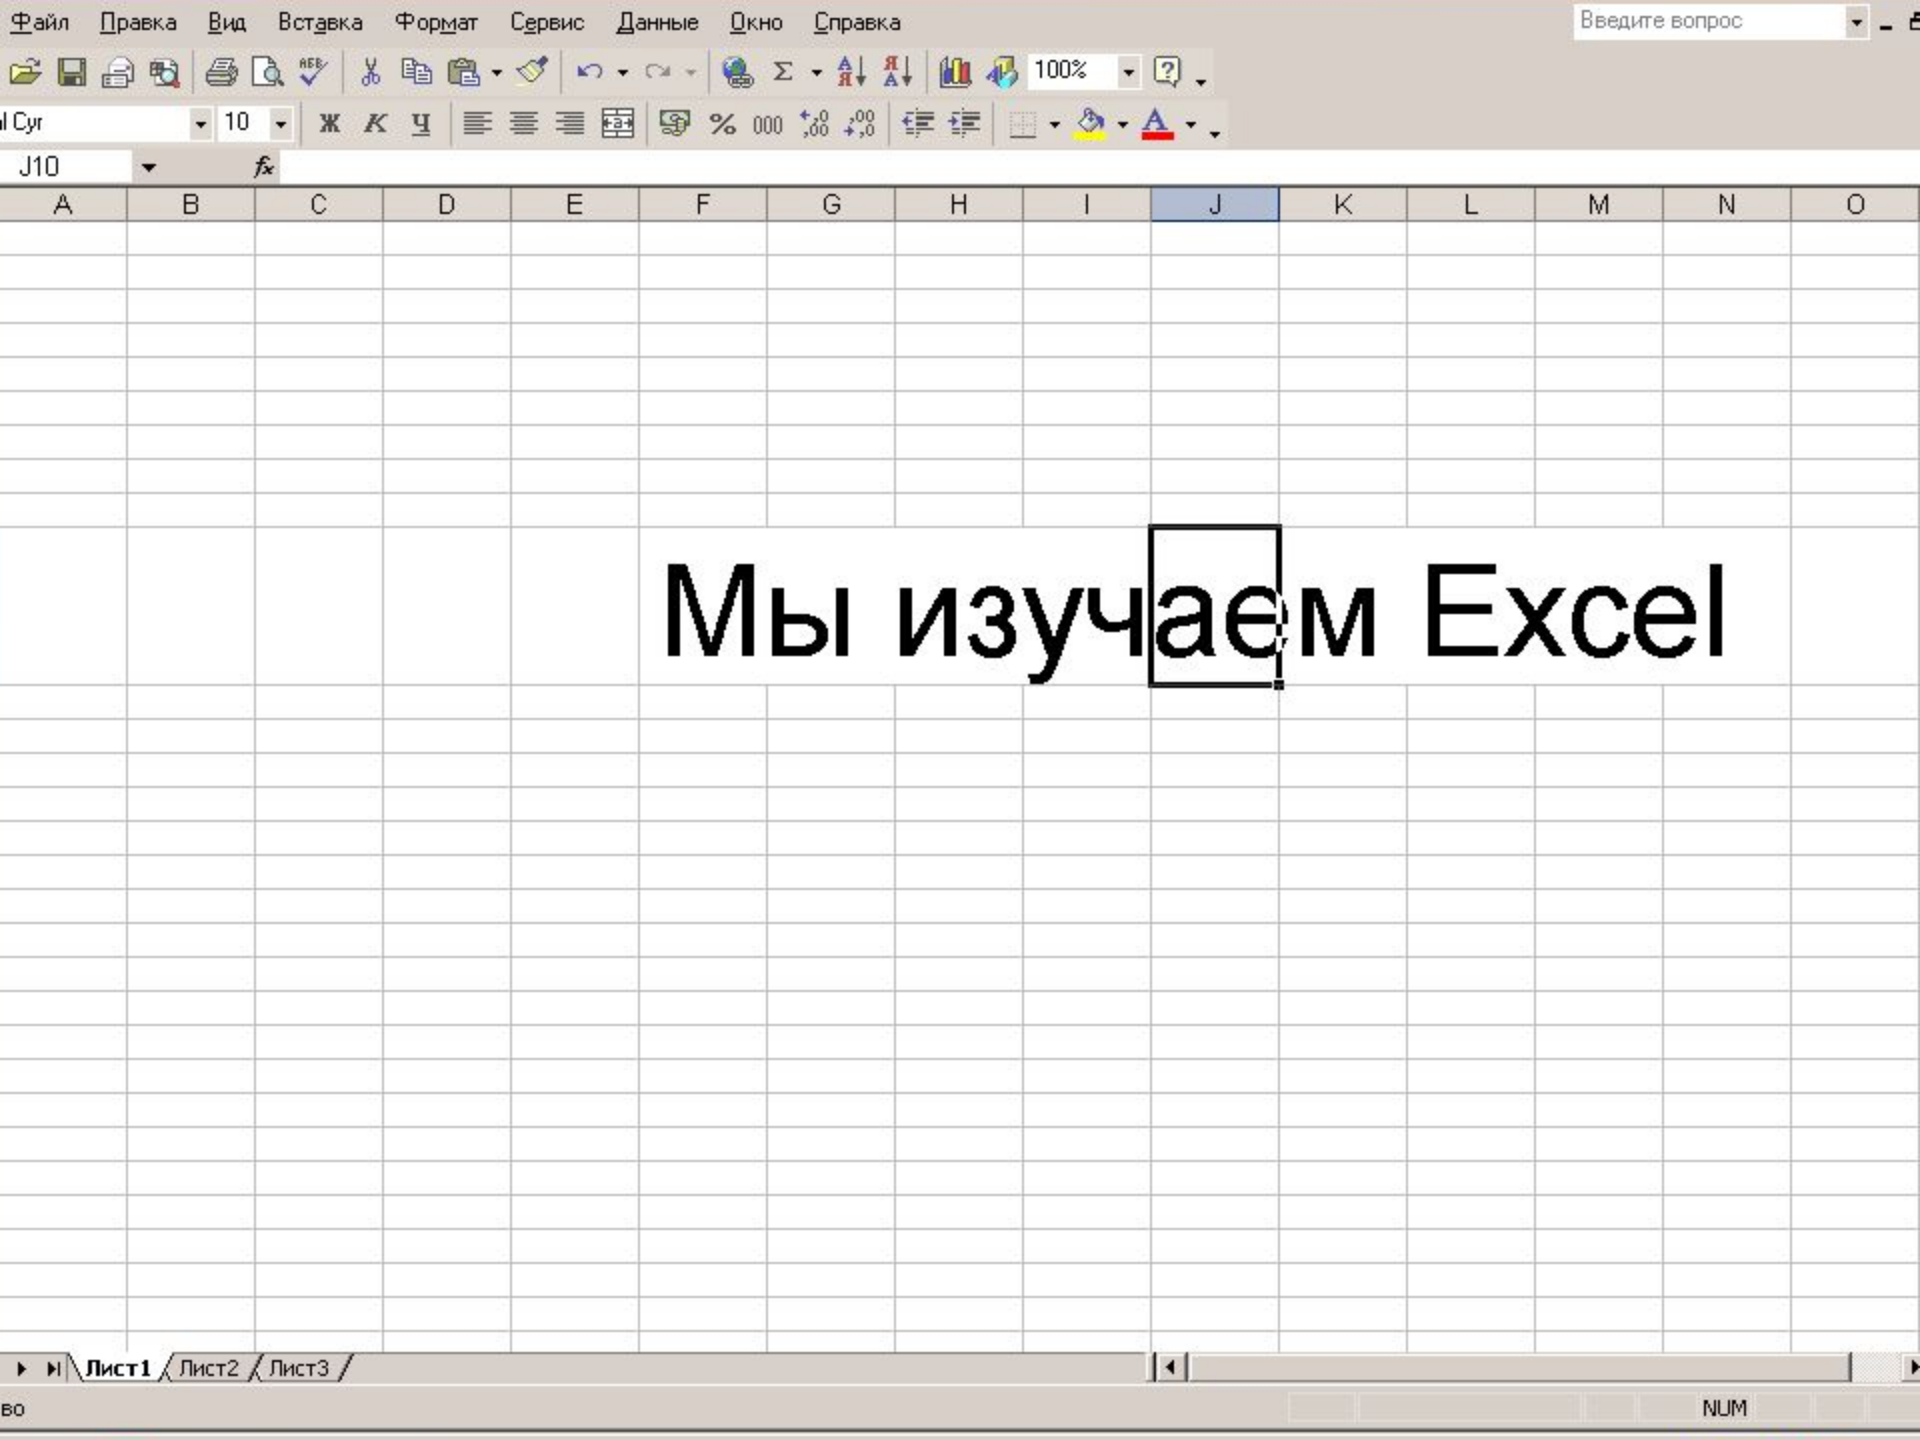 Файл Правка Вид Вставка Формат Сервис Данные Окно Справка Введите вопрос
100%
10 Ж К Ч % 000
J10 fx
A B C D E F G H I J K L M N O
Мы изучаем Excel
Лист1 Лист2 Лист3
NUM